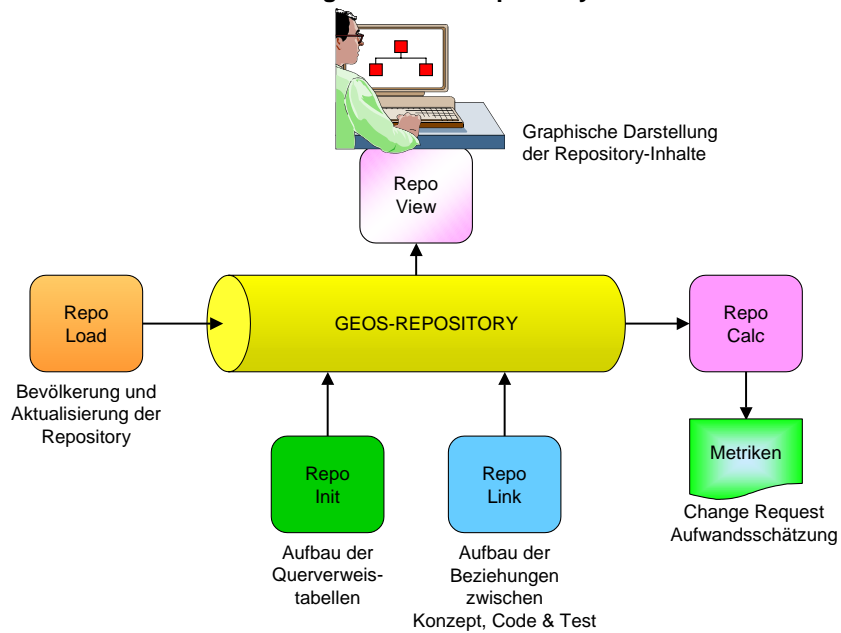 Graphische Darstellung
der Repository-Inhalte
Repo
View
Repo
Load
GEOS-REPOSITORY
Repo
Calc
Bevölkerung und
Aktualisierung der
Repository
Repo
Init
Repo
Link
Metriken
Change Request
Aufwandsschätzung
Aufbau der
Querverweis-
tabellen
Aufbau der
Beziehungen
zwischen
Konzept, Code & Test